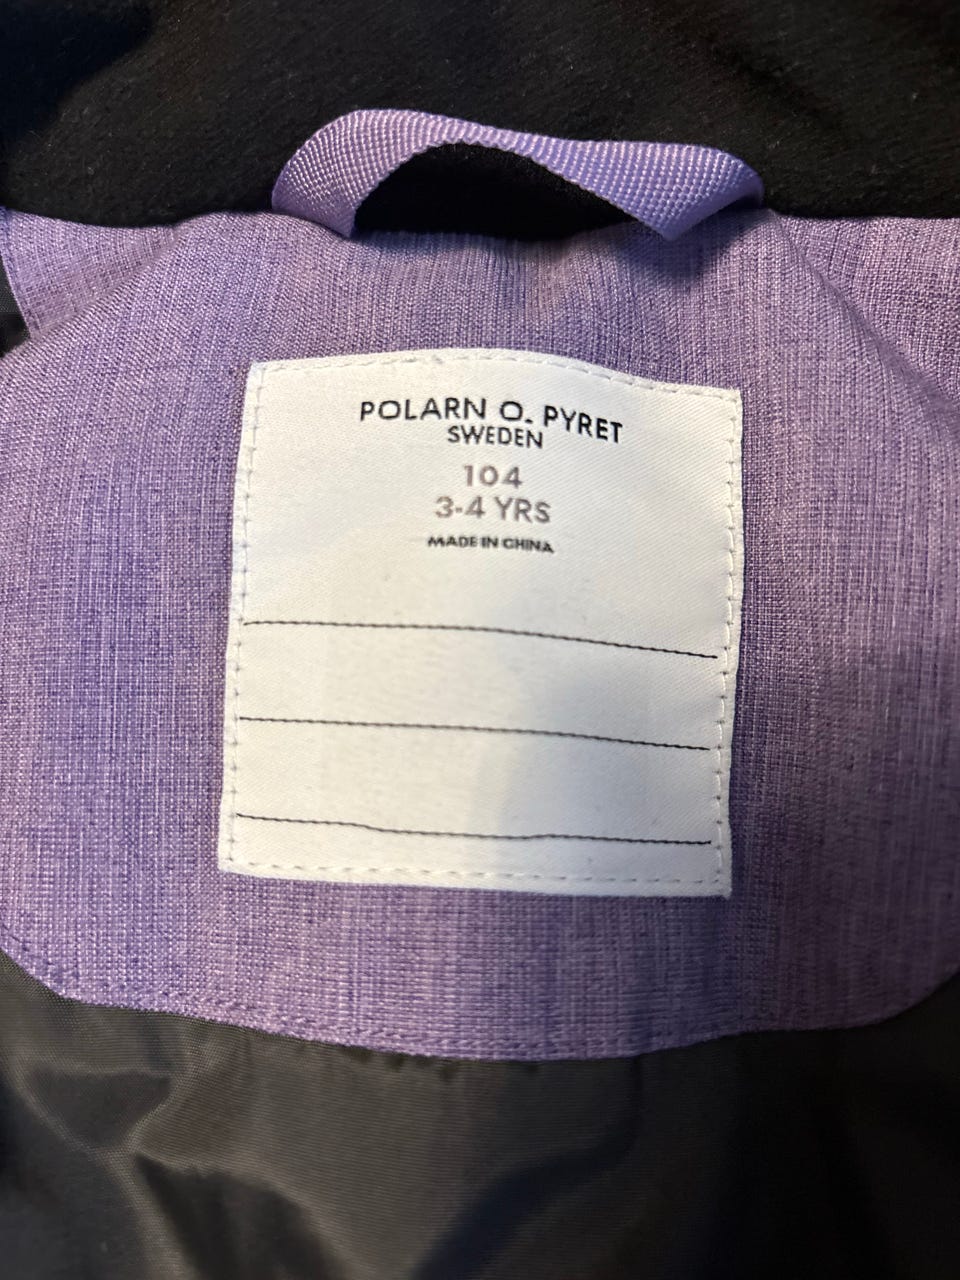 POLARN O. PYRET
SWEDEN
104
3-4 YRS
MADE IN CHINA